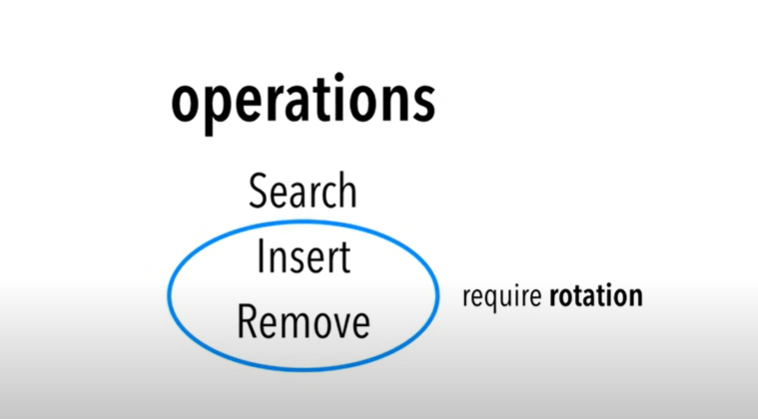 operations
Search
Insert
Remove
require rotation